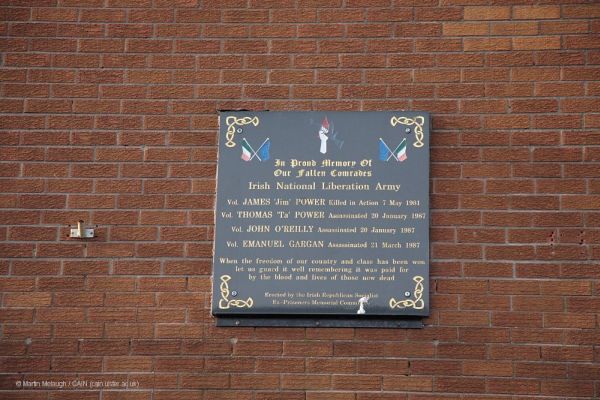 In Proud Memory Of
Our Fallen Comrades
Irish National Liberation Army
Vol. JAMES 'Jim' POWER Killed in Action 7 May 1981
Vol. THOMAS 'Ta' POWER Assassinated 20 January 1987
Vol. JOHN O'REILLY Assassinated 20 January 1987
Vol. EMANUEL GARGAN Assassinated 21 March 1987
When the freedom of our country and class has been won
let us guard it well remembering it was paid for
by the blood and lives of those now dead
Erected by the Irish Republican Socialist
Ex-Prisoners Memorial
© Martin Melaugh / CAIN (cain.ulster.ac.uk)